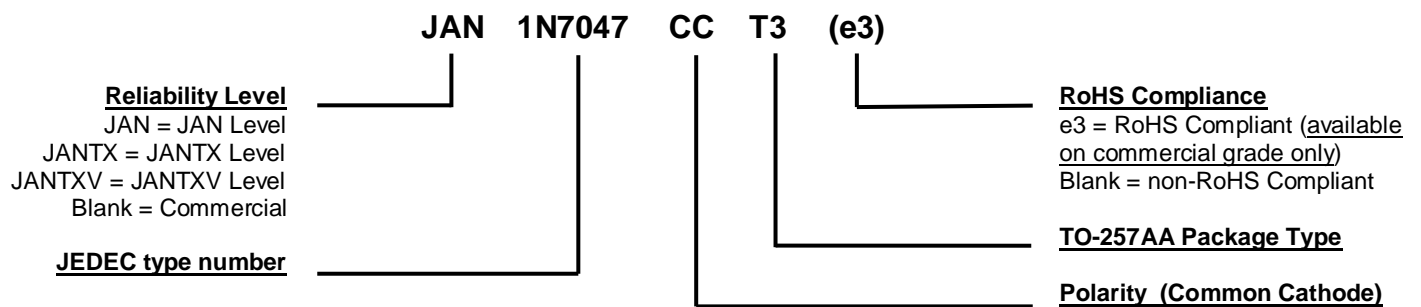 JAN 1N7047 CC T3 (e3)
Reliability Level
JAN = JAN Level
JANTX = JANTX Level
JANTXV = JANTXV Level
Blank = Commercial
JEDEC type number
RoHS Compliance
e3 = RoHS Compliant (available
on commercial grade only)
Blank = non-RoHS Compliant
TO-257AA Package Type
Polarity (Common Cathode)